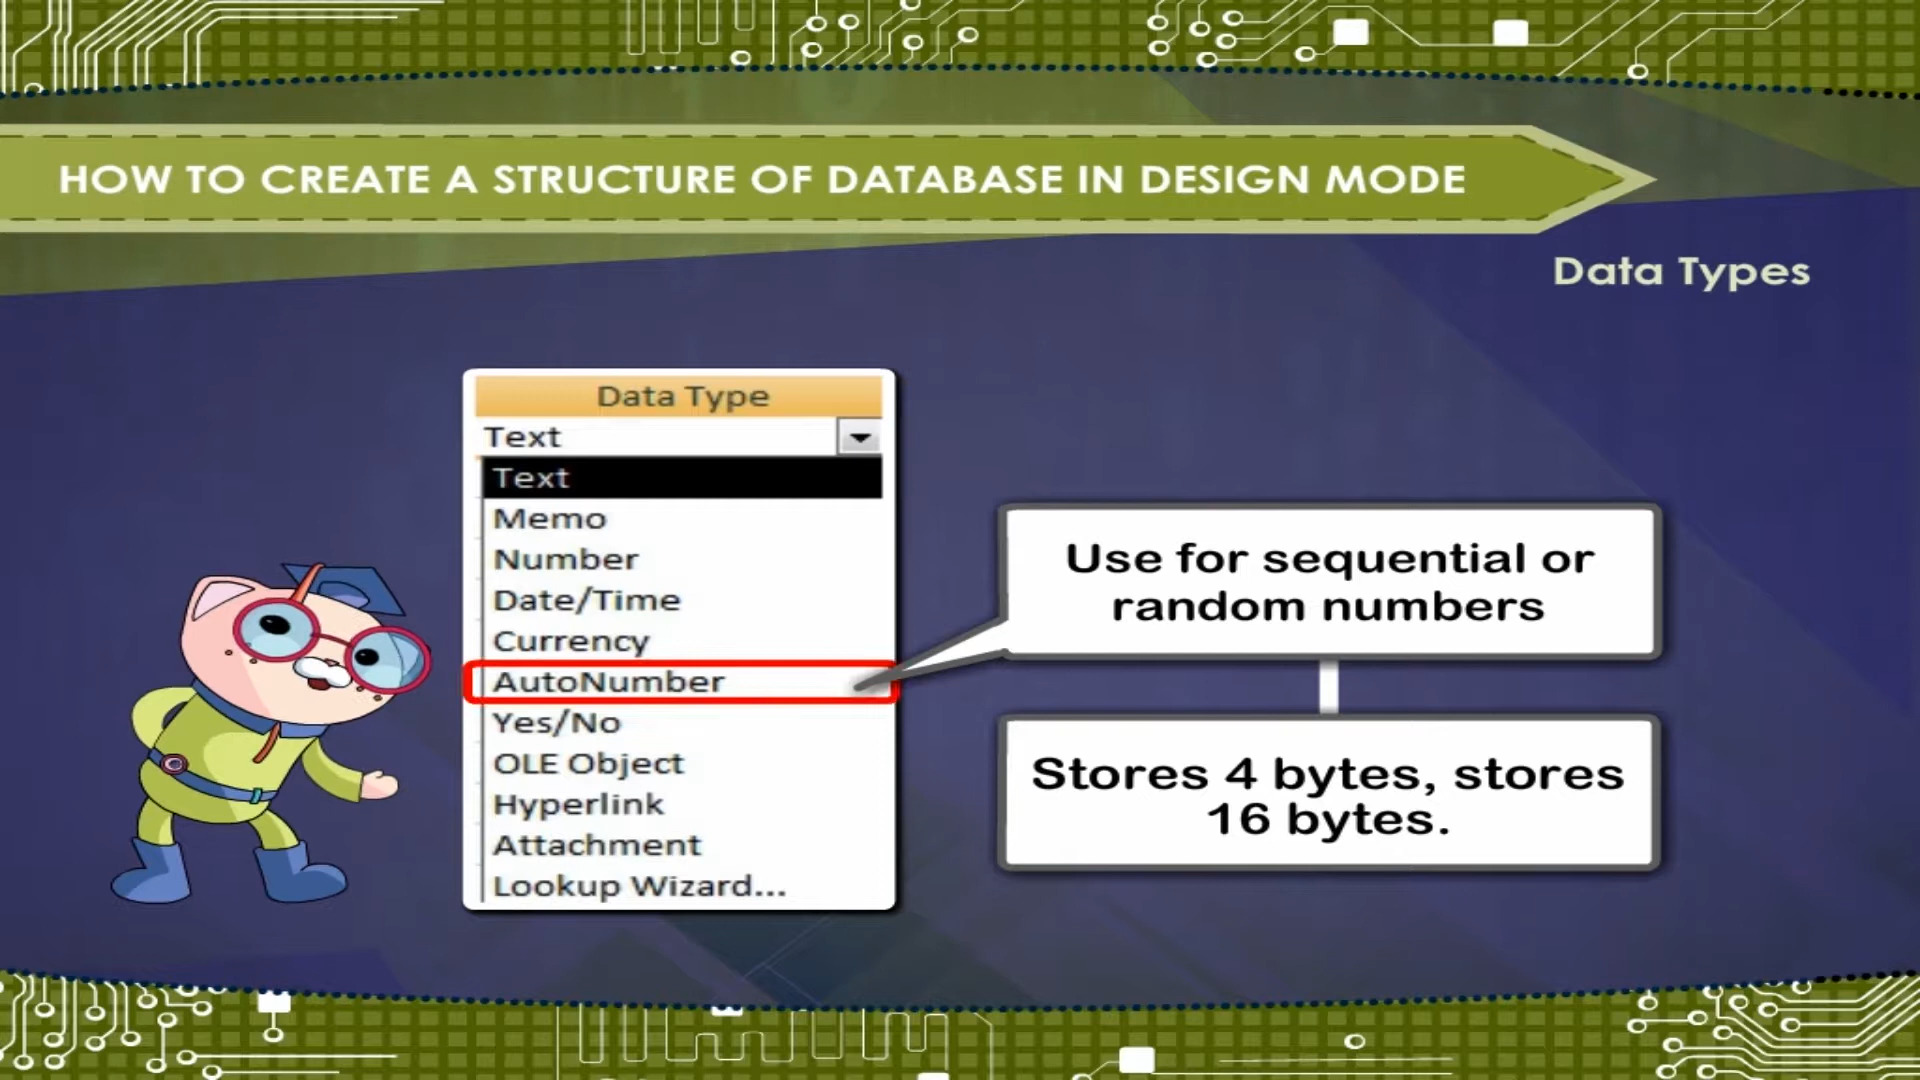 HOW TO CREATE A STRUCTURE OF DATABASE IN DESIGN MODE
Data Types
Data Type
Text
Text
Memo
Number
Date/Time
Currency
AutoNumber
Yes/No
OLE Object
Hyperlink
Attachment
Lookup Wizard...
Use for sequential or
random numbers
Stores 4 bytes, stores
16 bytes.